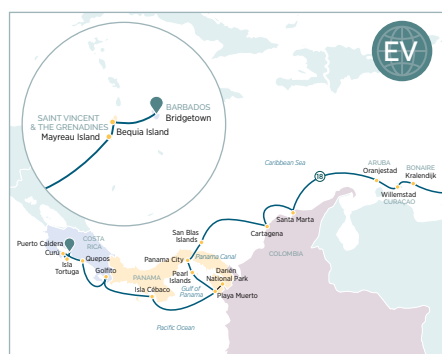 EV
BARBADOS
Bridgetown
SAINT VINCENT
& THE GRENADINES
Mayreau Island
Bequia Island
Caribbean Sea
18
ARUBA
Oranjestad
BONAIRE
Kralendijk
Willemstad
CURAÇAO
Santa Marta
Cartagena
COLOMBIA
San Blas
Islands
Panama Canal
Panama City
Pearl
Islands
Gulf of
Panama
Darién
National Park
Playa Muerto
PANAMA
Isla Cébaco
COSTA
RICA
Puerto Caldera
Curú
Isla
Tortuga
Quepos
Golfito
Pacific Ocean